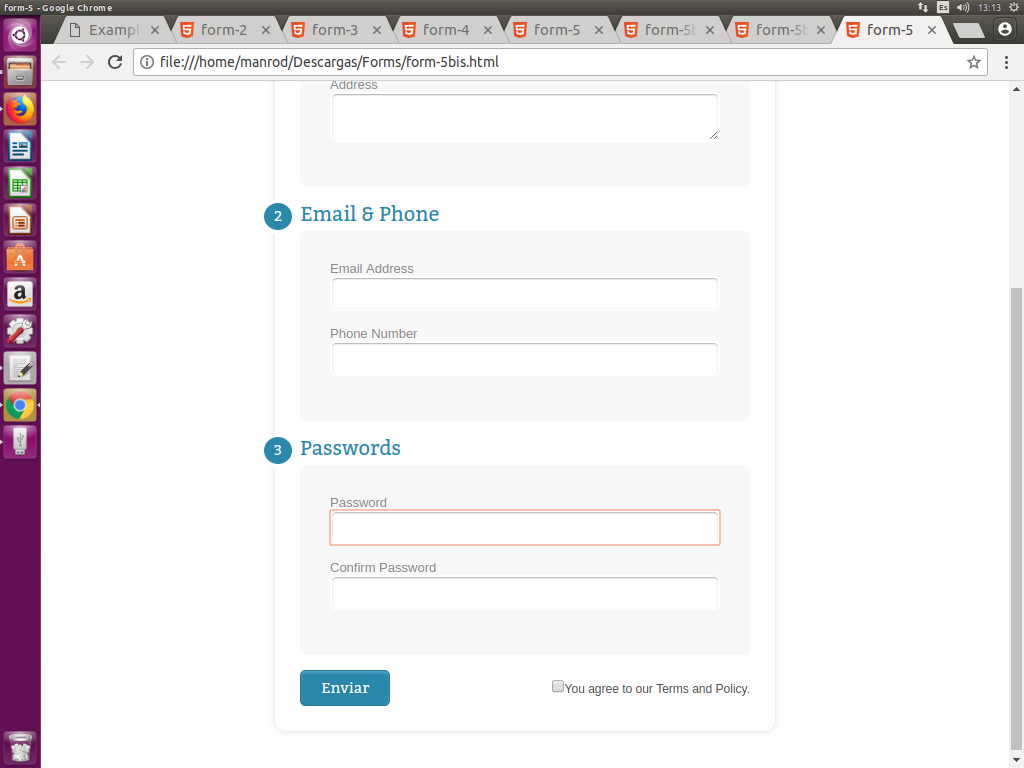 form-5 - Google Chrome
Es
13:13
Exampl
form-2
form-3
form-4
form-5
form-5b
form-5b
form-5
file:///home/manrod/Descargas/Forms/form-5bis.html
Address
2 Email & Phone
Email Address
Phone Number
3 Passwords
Password
Confirm Password
Enviar
You agree to our Terms and Policy.